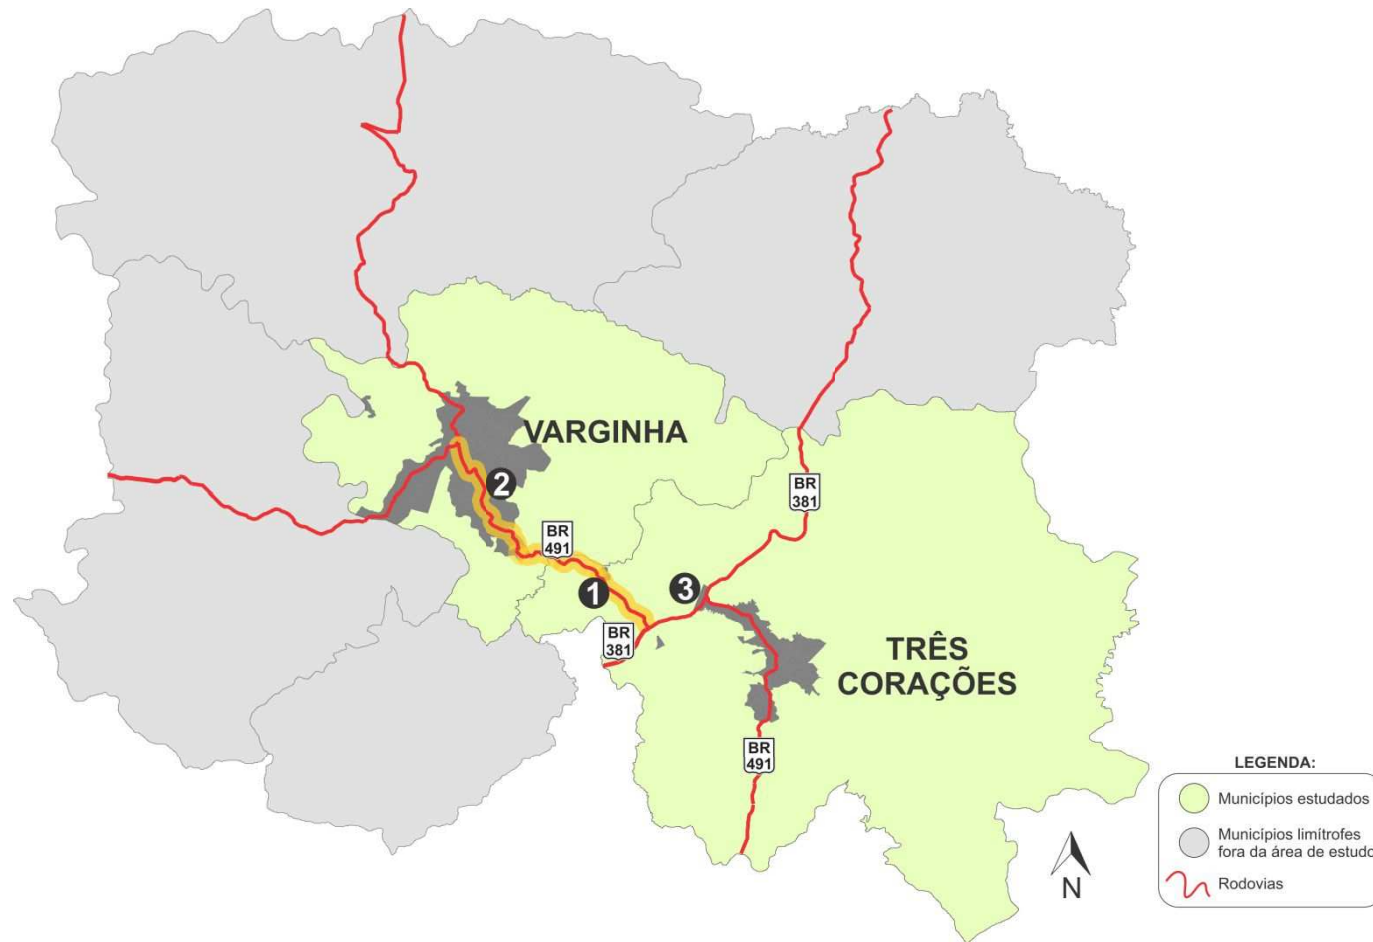 VARGINHA
BR
381
2
BR
491
1
3
BR
381
TRÊS
CORAÇÕES
BR
491
LEGENDA:
Municípios estudados
Municípios limítrofes
fora da área de estudo
Rodovias
N